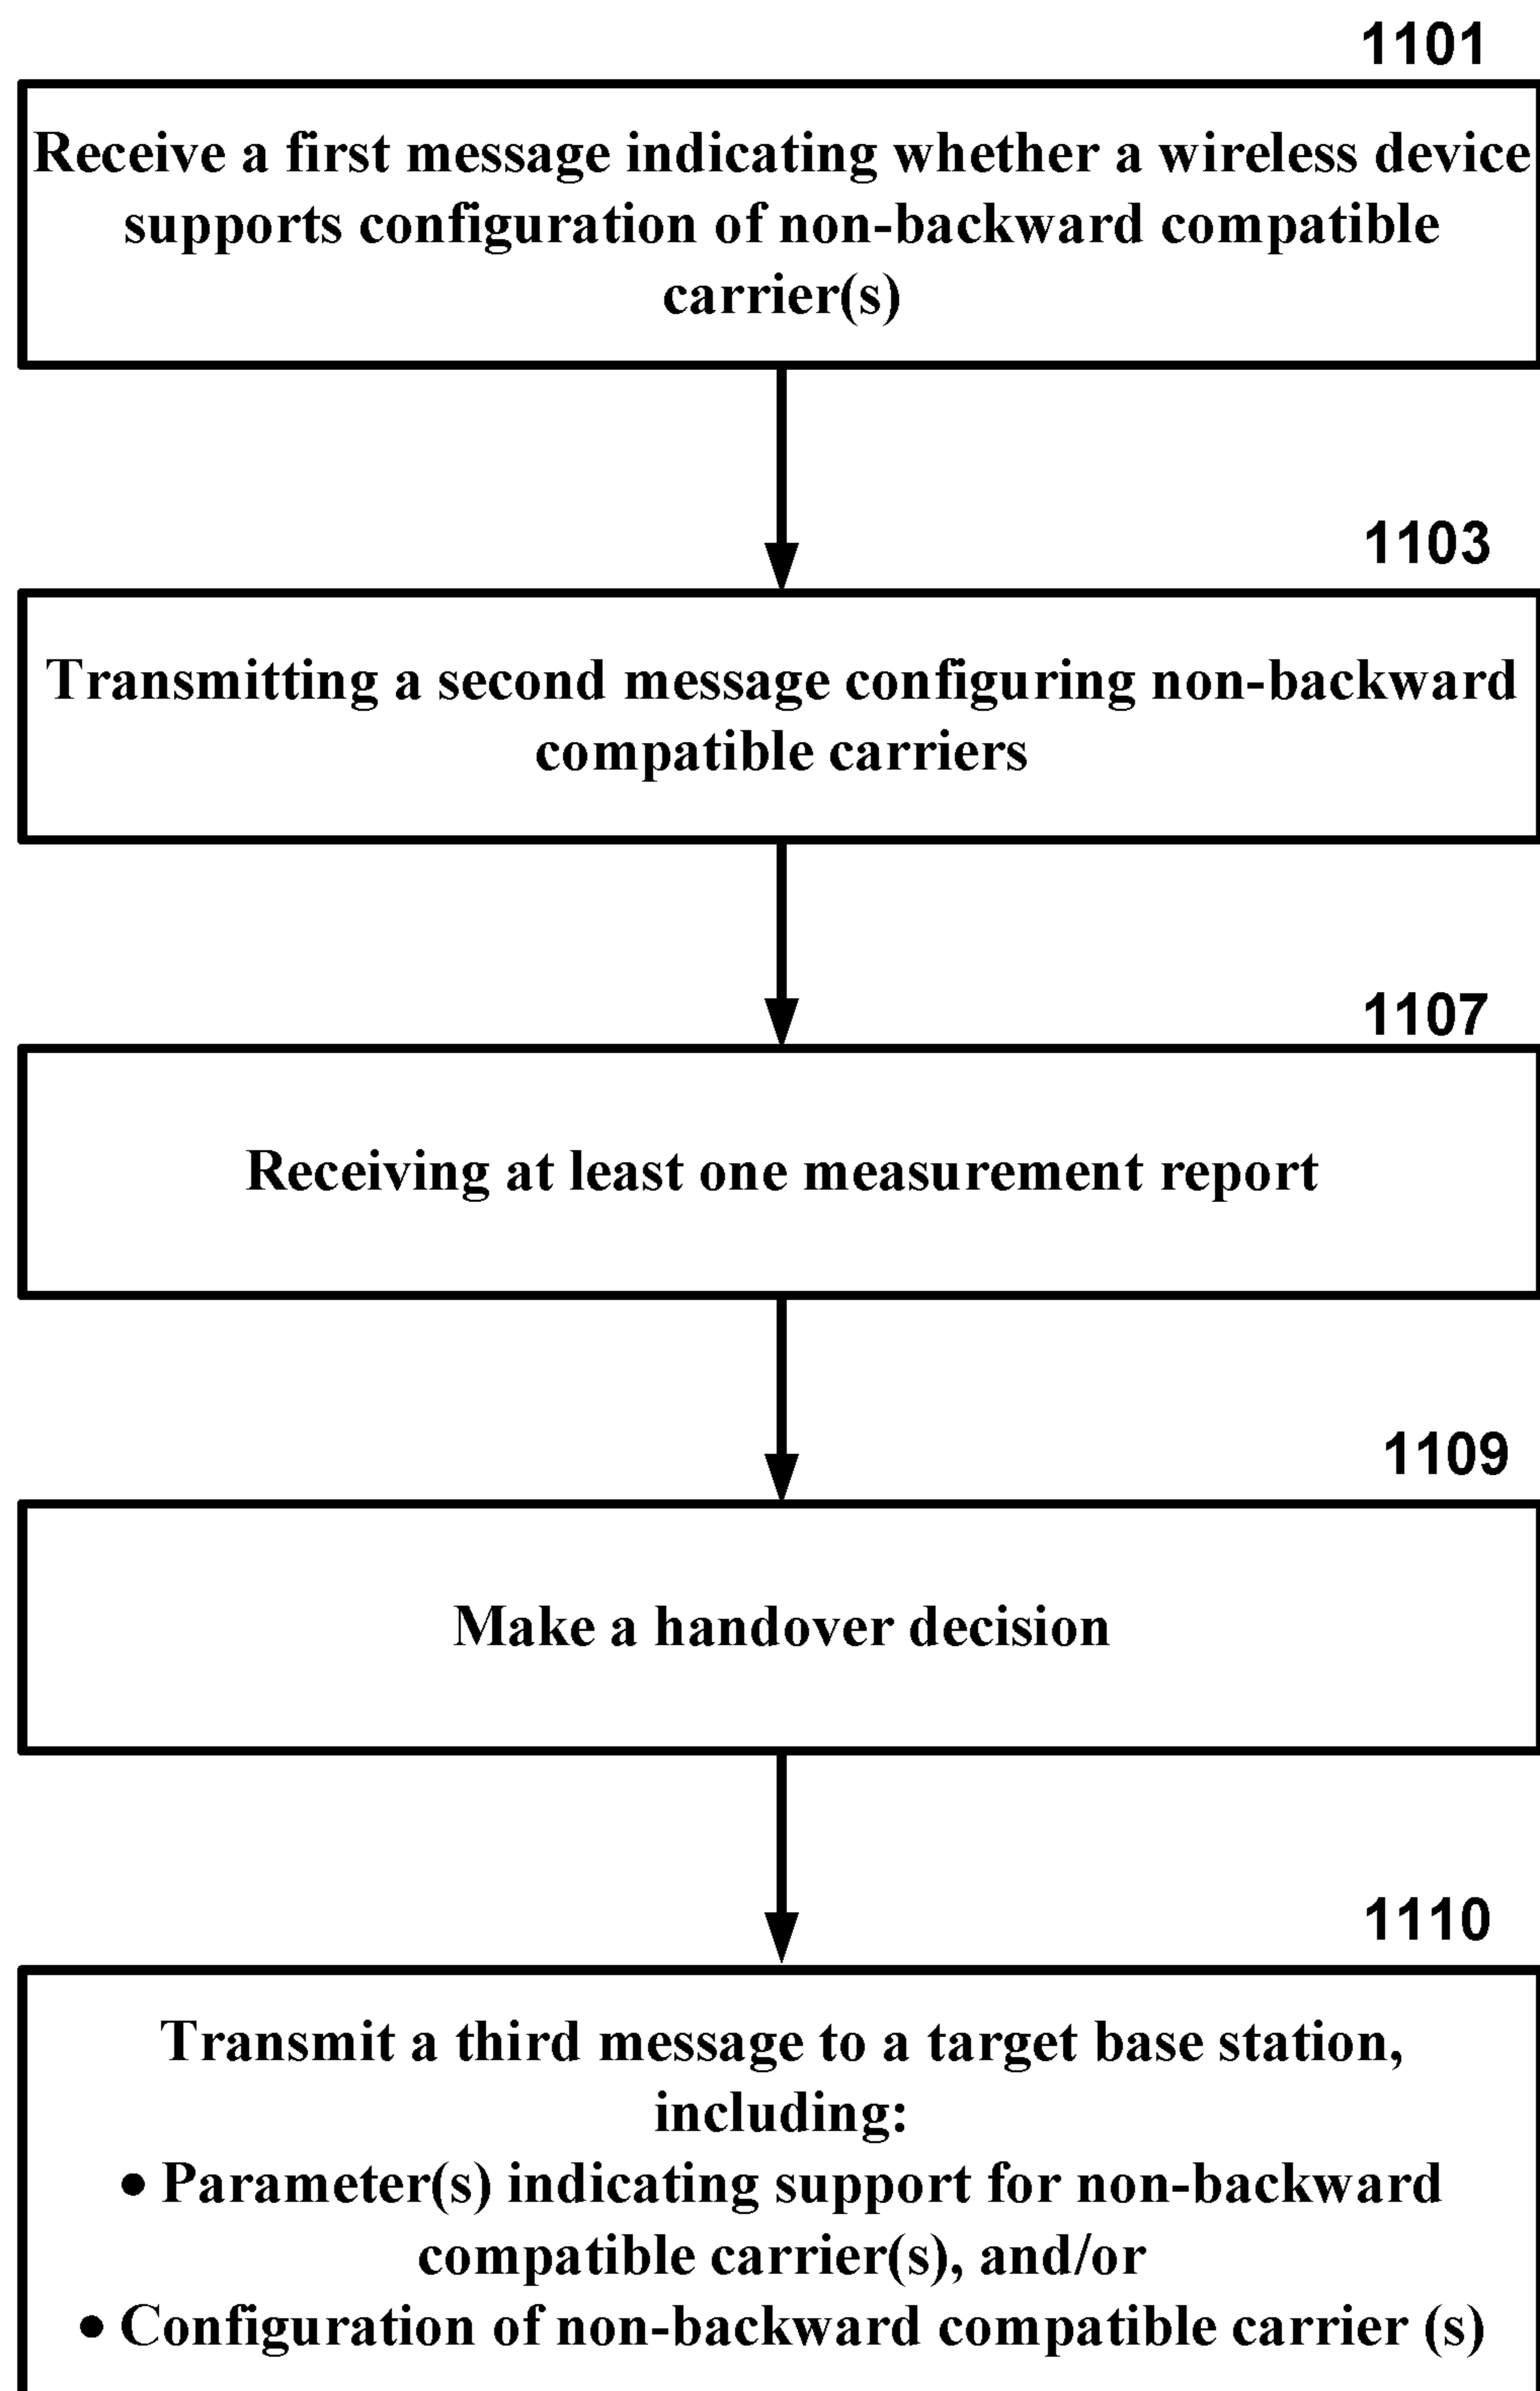 1101
Receive a first message indicating whether a wireless device
supports configuration of non-backward compatible
carrier(s)
1103
Transmitting a second message configuring non-backward
compatible carriers
1107
Receiving at least one measurement report
1109
Make a handover decision
1110
Transmit a third message to a target base station,
including:
● Parameter(s) indicating support for non-backward
compatible carrier(s), and/or
● Configuration of non-backward compatible carrier (s)